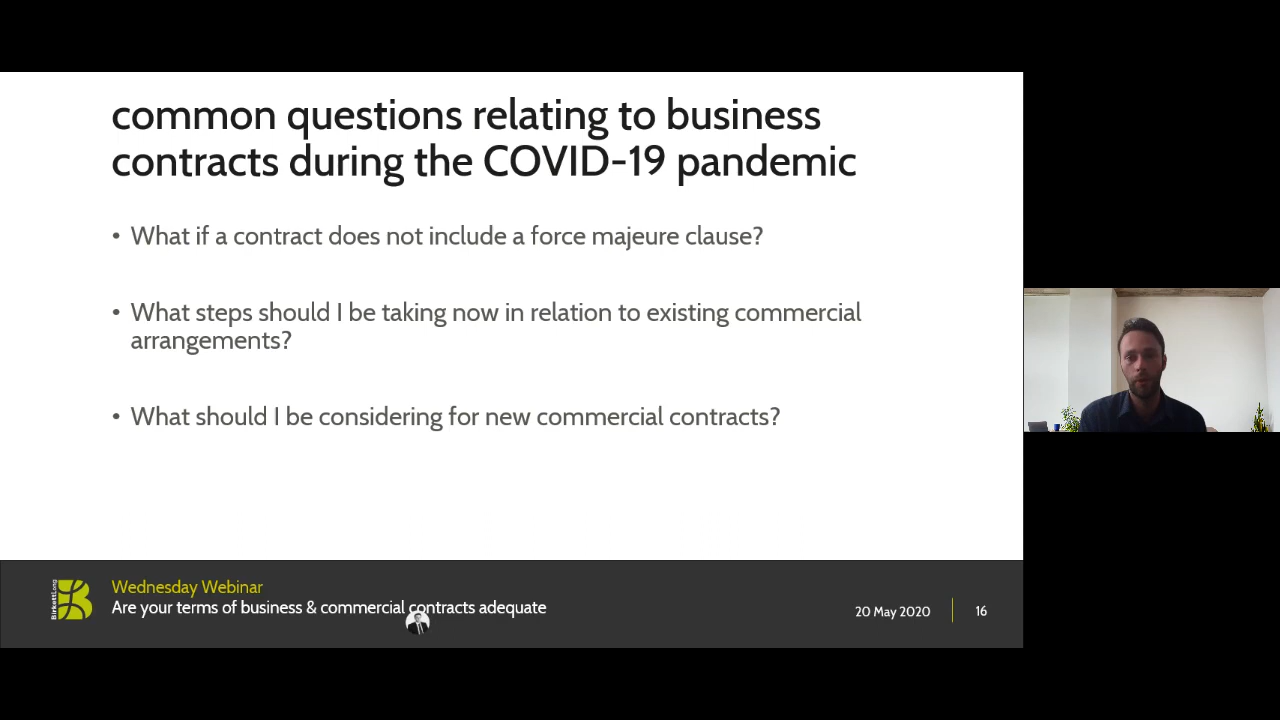 common questions relating to business
contracts during the COVID-19 pandemic
• What if a contract does not include a force majeure clause?
• What steps should I be taking now in relation to existing commercial
arrangements?
• What should I be considering for new commercial contracts?
BirkettLong
Wednesday Webinar
Are your terms of business & commercial contracts adequate
20 May 2020
16